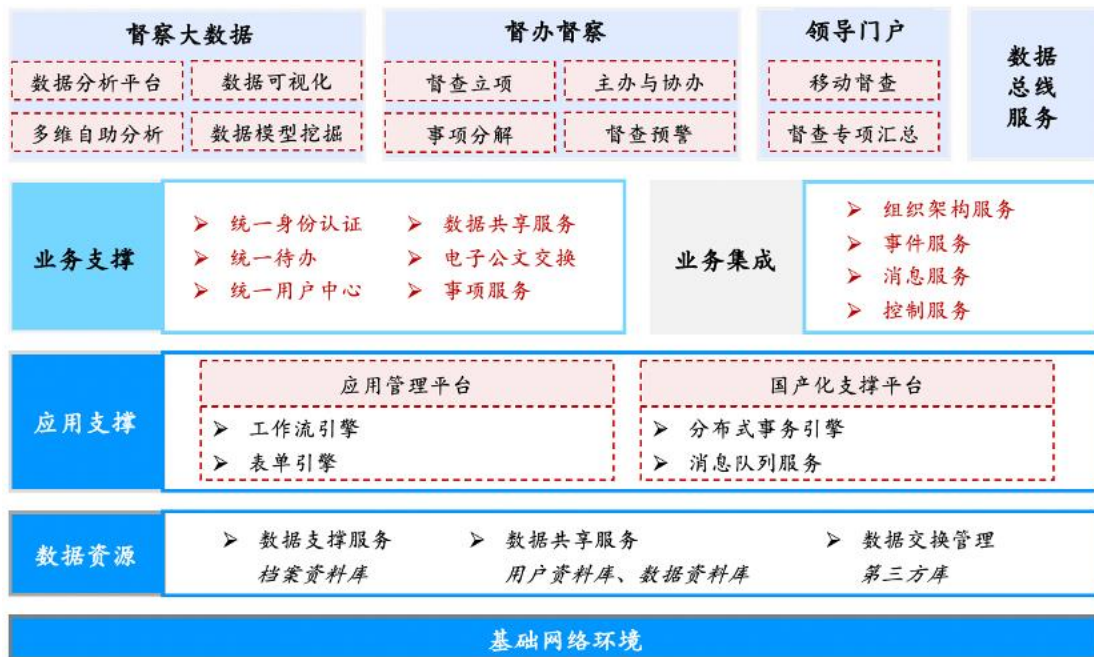 督察大数据
数据分析平台
数据可视化
多维自助分析
数据模型挖掘
督办督察
督查立项
主办与协办
事项分解
督查预警
领导门户
移动督查
督查专项汇总
数据
总线
服务
业务支撑
➢ 统一身份认证
➢ 统一待办
➢ 统一用户中心
➢ 数据共享服务
➢ 电子公文交换
➢ 事项服务
业务集成
➢ 组织架构服务
➢ 事件服务
➢ 消息服务
➢ 控制服务
应用支撑
应用管理平台
➢ 工作流引擎
➢ 表单引擎
国产化支撑平台
➢ 分布式事务引擎
➢ 消息队列服务
数据资源
➢ 数据支撑服务
档案资料库
➢ 数据共享服务
用户资料库、数据资料库
➢ 数据交换管理
第三方库
基础网络环境